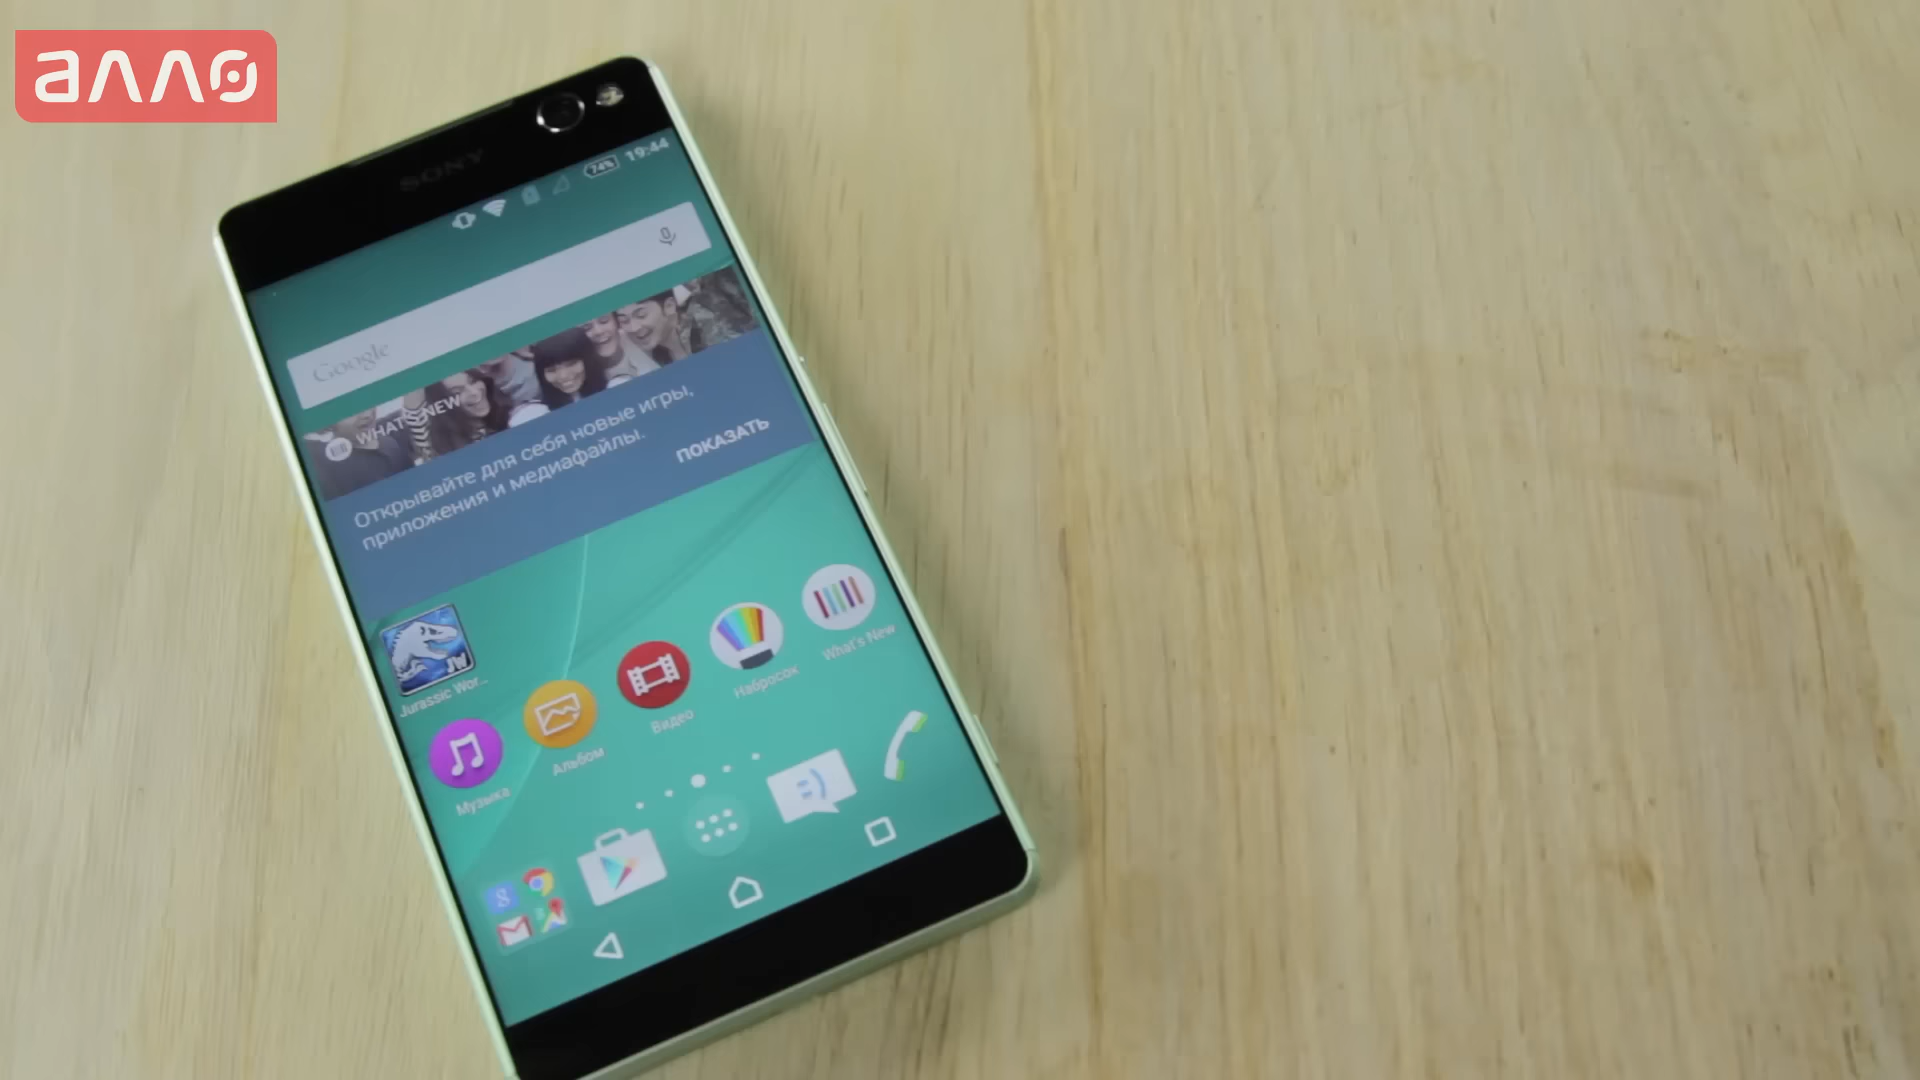 алло
SONY
74% 19:44
Google
WHAT'S NEW
Открывайте для себя новые игры,
приложения и медиафайлы.
ПОКАЗАТЬ
JW
Jurassic Wor...
Музыка
Альбом
Видео
Набросок
What's New